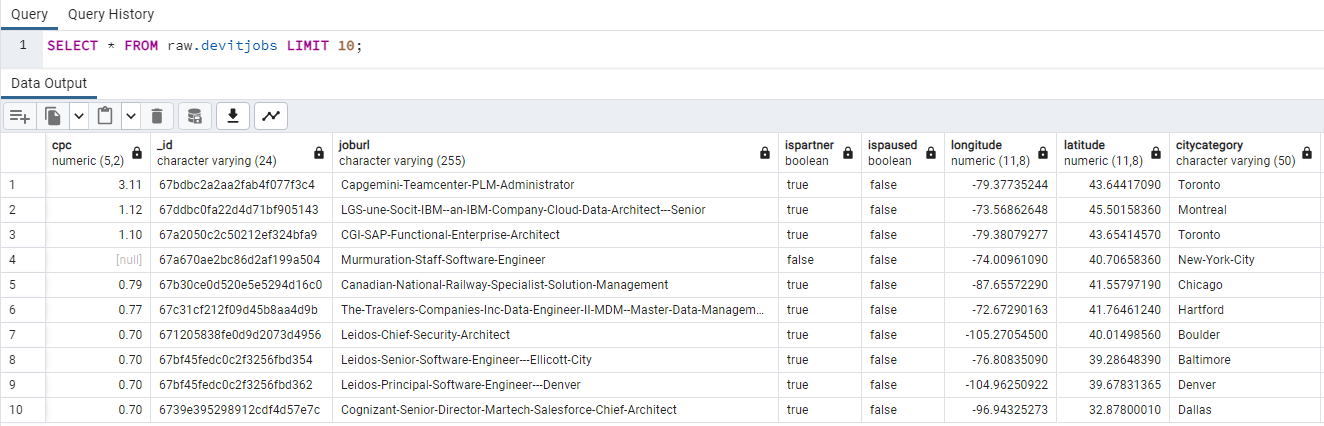 Query Query History
1 SELECT * FROM raw.devitjobs LIMIT 10;
Data Output
cpc _id joburl ispartner ispaused longitude latitude citycategory
numeric (5,2) character varying (24) character varying (255) boolean boolean numeric (11,8) numeric (11,8) character varying (50)
1 3.11 67bdbc2a2aa2fab4f077f3c4 Capgemini-Teamcenter-PLM-Administrator true false -79.37735244 43.64417090 Toronto
2 1.12 67ddbc0fa22d4d71bf905143 LGS-une-Socit-IBM--an-IBM-Company-Cloud-Data-Architect---Senior true false -73.56862648 45.50158360 Montreal
3 1.10 67a2050c2c50212ef324bfa9 CGI-SAP-Functional-Enterprise-Architect true false -79.38079277 43.65414570 Toronto
4 [null] 67a670ae2bc86d2af199a504 Murmuration-Staff-Software-Engineer false false -74.00961090 40.70658360 New-York-City
5 0.79 67b30ce0d520e5e5294d16c0 Canadian-National-Railway-Specialist-Solution-Management true false -87.65572290 41.55797190 Chicago
6 0.77 67c31cf212f09d45b8aa4d9b The-Travelers-Companies-Inc-Data-Engineer-II-MDM--Master-Data-Managem... true false -72.67290163 41.76461240 Hartford
7 0.70 671205838fe0d9d2073d4956 Leidos-Chief-Security-Architect true false -105.27054500 40.01498560 Boulder
8 0.70 67bf45fedc0c2f3256fbd354 Leidos-Senior-Software-Engineer---Ellicott-City true false -76.80835090 39.28648390 Baltimore
9 0.70 67bf45fedc0c2f3256fbd362 Leidos-Principal-Software-Engineer---Denver true false -104.96250922 39.67831365 Denver
10 0.70 6739e395298912cdf4d57e7c Cognizant-Senior-Director-Martech-Salesforce-Chief-Architect true false -96.94325273 32.87800010 Dallas